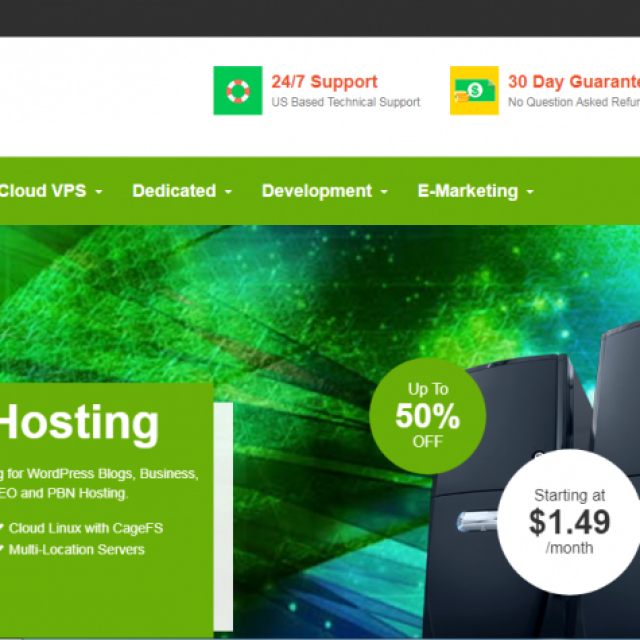 24/7 Support
US Based Technical Support
30 Day Guarante
No Question Asked Refu
Cloud VPS
Dedicated
Development
E-Marketing
Hosting
g for WordPress Blogs, Business,
EO and PBN Hosting.
Cloud Linux with CageFS
Multi-Location Servers
Up To
50%
OFF
Starting at
$1.49
/month